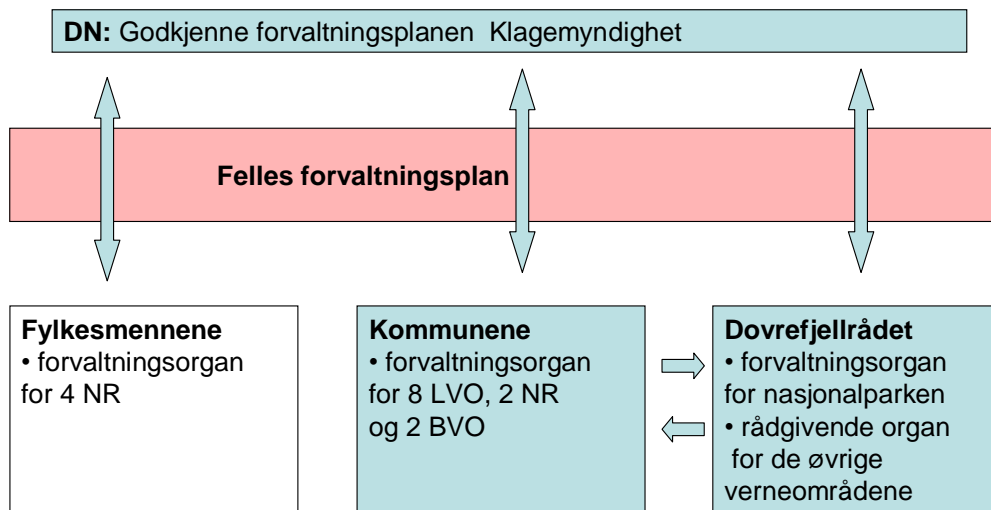 DN: Godkjenne forvaltningsplanen  Klagemyndighet
Felles forvaltningsplan
Fylkesmennene
• forvaltningsorgan
for 4 NR
Kommunene
• forvaltningsorgan
for 8 LVO, 2 NR
og 2 BVO
Dovrefjellrådet
• forvaltningsorgan
for nasjonalparken
• rådgivende organ
for de øvrige
verneområdene